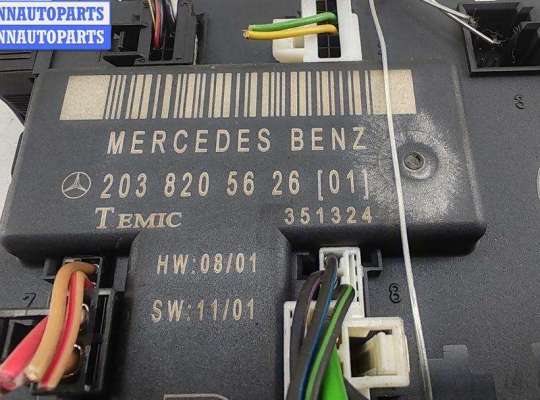 NNAUTOPARTS
NNAUTOPARTS
MERCEDES BENZ
203 820 56 26 [01]
TEMIC 351324
HW:08/01
SW:11/01
7
8
8